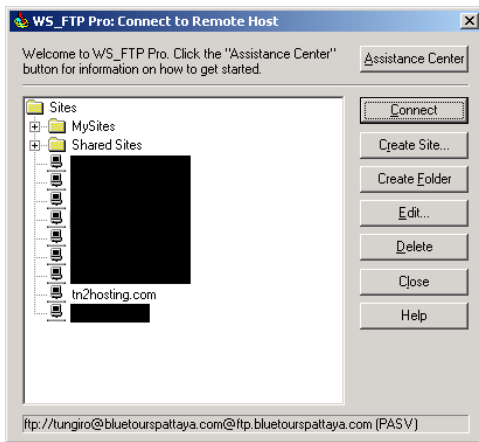 WS_FTP Pro: Connect to Remote Host
Welcome to WS_FTP Pro. Click the "Assistance Center"
button for information on how to get started.
Assistance Center
Sites
MySites
Shared Sites
tn2hosting.com
Connect
Create Site...
Create Folder
Edit...
Delete
Close
Help
ftp://tungiro@bluetourspattaya.com@ftp.bluetourspattaya.com (PASV)